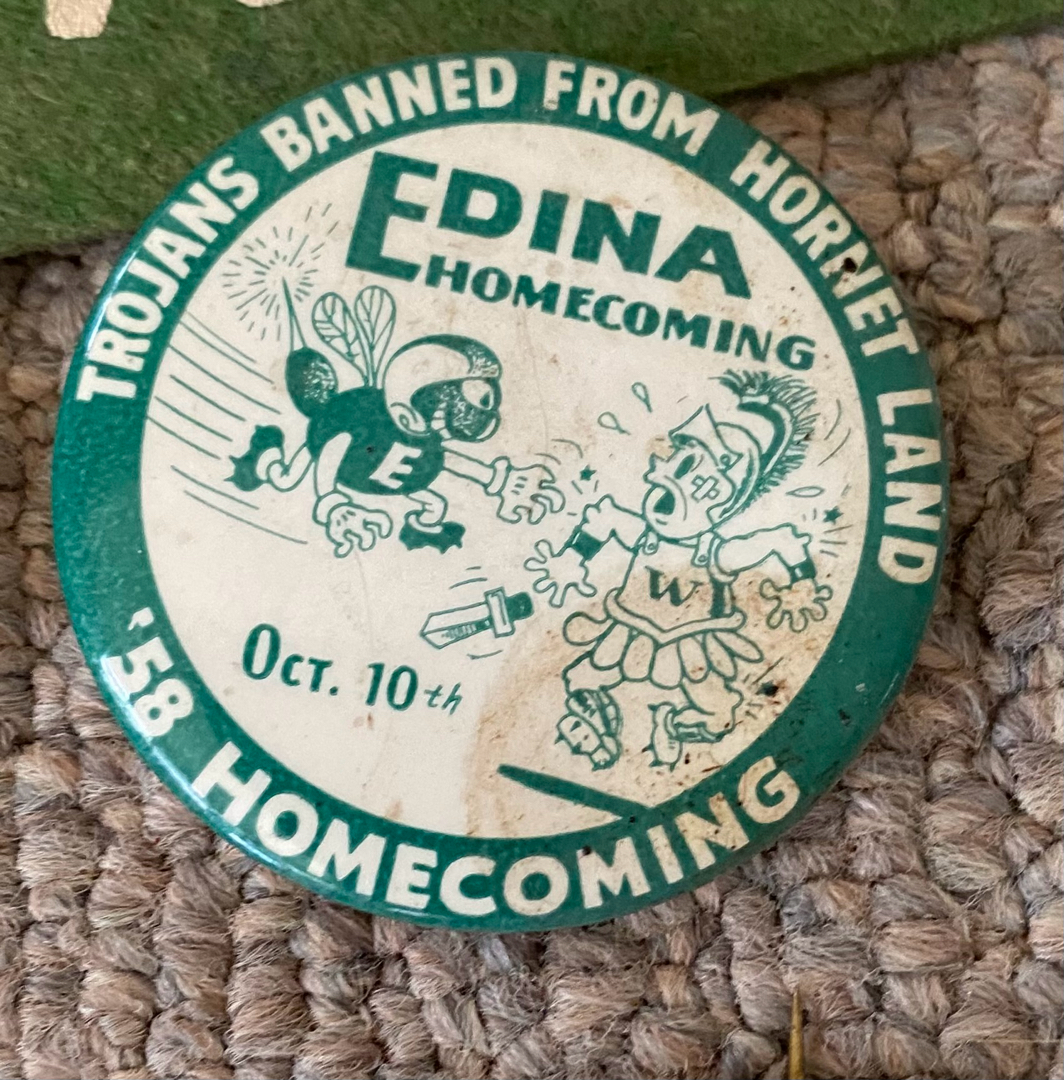 TROJANS BANNED FROM HORNET LAND
EDINA
HOMECOMING
E
W
OCT. 10th
'58 HOMECOMING